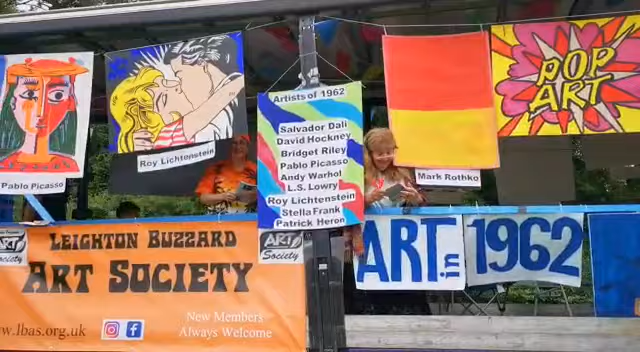 Pablo Picasso
Roy Lichtenstein
Artists of 1962
Salvador Dali
David Hockney
Bridget Riley
Pablo Picasso
Andy Warhol
L.S. Lowry
Roy Lichtenstein
Stella Frank
Patrick Heron
Mark Rothko
POP
ART
ART
Society
LEIGHTON BUZZARD
ART SOCIETY
ART
Society
www.lbas.org.uk
New Members
Always Welcome
ART in 1962